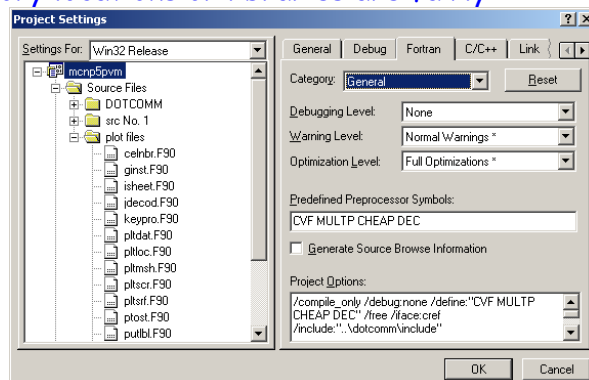 Project Settings
Settings For: Win32 Release
mcnp5pvm
Source Files
DOTCOMM
src No. 1
plot files
celnbr.F90
ginst.F90
isheet.F90
jdecod.F90
keypro.F90
pltdat.F90
pltloc.F90
pltmsh.F90
pltscr.F90
pltsrf.F90
ptost.F90
putlbl.F90
General Debug Fortran C/C++ Link
Category: General Reset
Debugging Level: None
Warning Level: Normal Warnings *
Optimization Level: Full Optimizations *
Predefined Preprocessor Symbols:
CVF MULTP CHEAP DEC
Generate Source Browse Information
Project Options:
/compile_only /debug:none /define:"CVF MULTP
CHEAP DEC" /free /iface:cref
/include:"..\dotcomm\include"
OK Cancel